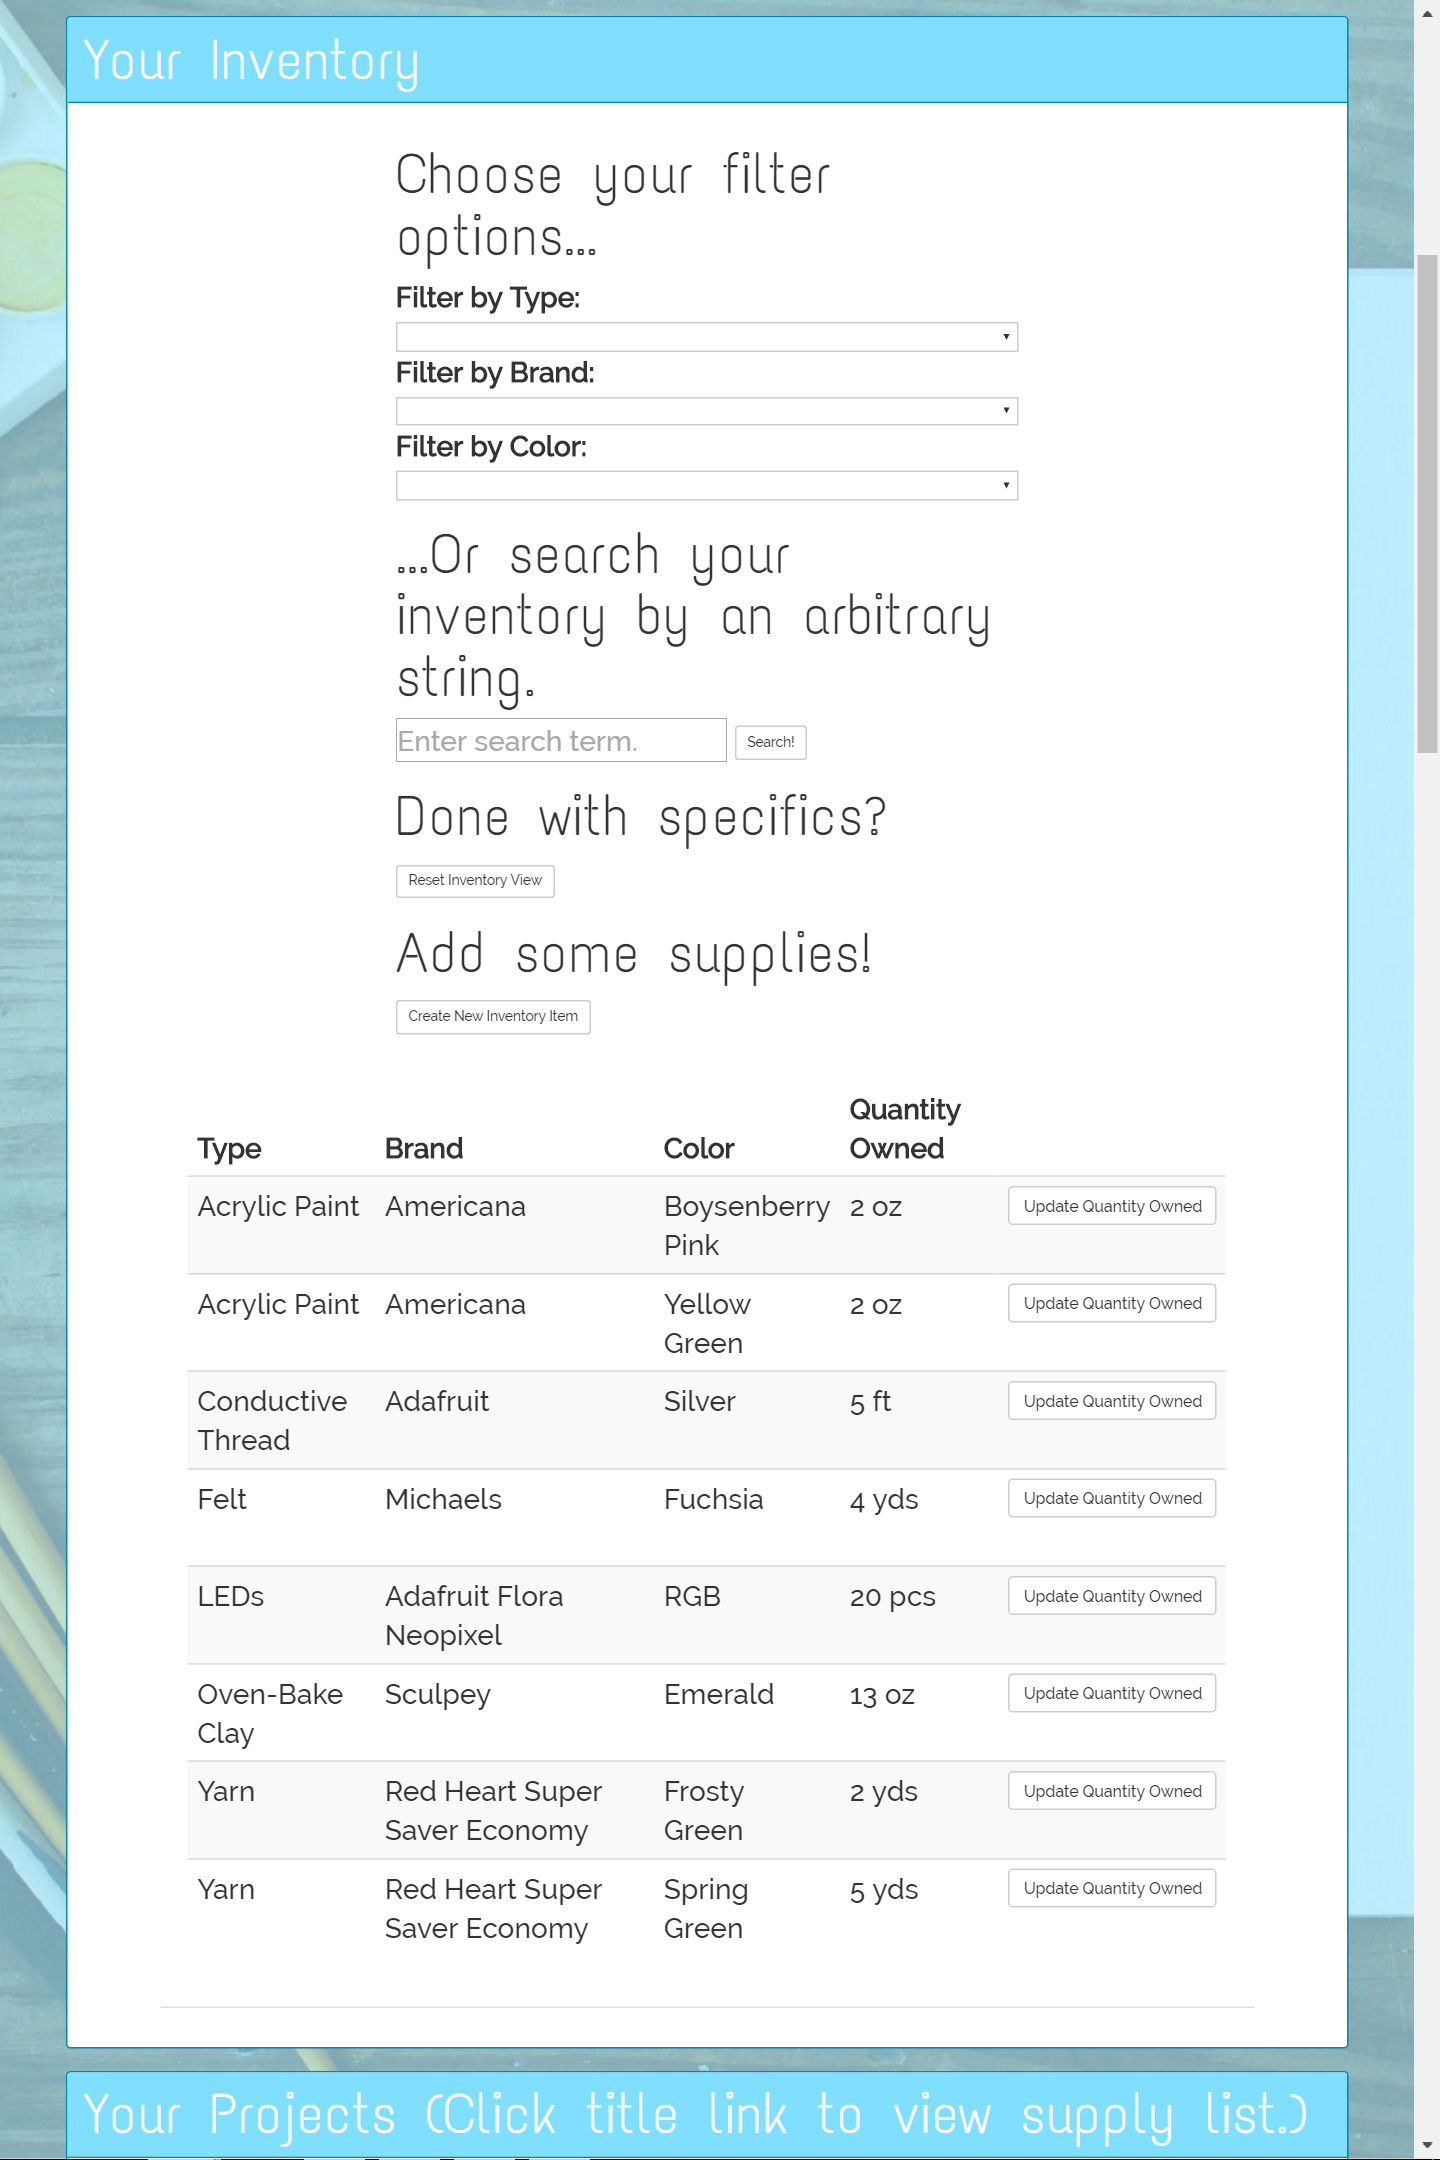 Your Inventory
Choose your filter
options...
Filter by Type:
Filter by Brand:
Filter by Color:
...Or search your
inventory by an arbitrary
string.
Enter search term. Search!
Done with specifics?
Reset Inventory View
Add some supplies!
Create New Inventory Item
Quantity
Type Brand Color Owned
Acrylic Paint Americana Boysenberry 2 oz Update Quantity Owned
Pink
Acrylic Paint Americana Yellow 2 oz Update Quantity Owned
Green
Conductive Adafruit Silver 5 ft Update Quantity Owned
Thread
Felt Michaels Fuchsia 4 yds Update Quantity Owned
LEDs Adafruit Flora RGB 20 pcs Update Quantity Owned
Neopixel
Oven-Bake Sculpey Emerald 13 oz Update Quantity Owned
Clay
Yarn Red Heart Super Frosty 2 yds Update Quantity Owned
Saver Economy Green
Yarn Red Heart Super Spring 5 yds Update Quantity Owned
Saver Economy Green
Your Projects (Click title link to view supply list.)